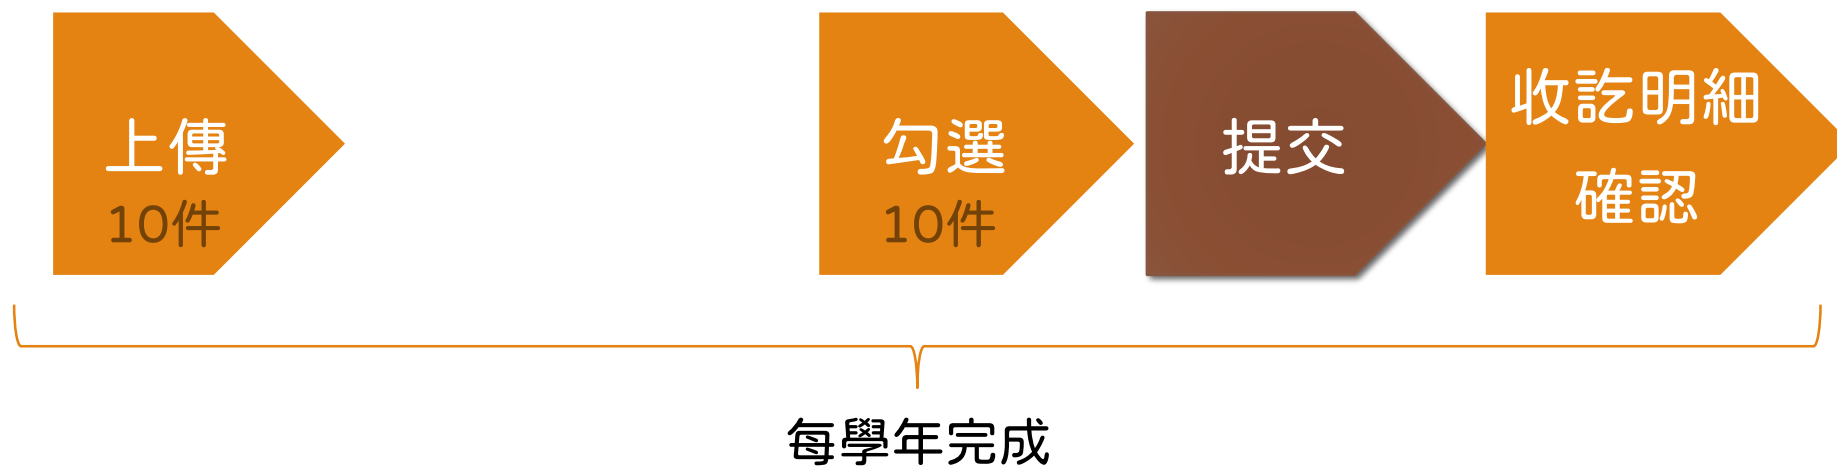 上傳
10件
勾選
10件
提交
收訖明細
確認
每學年完成